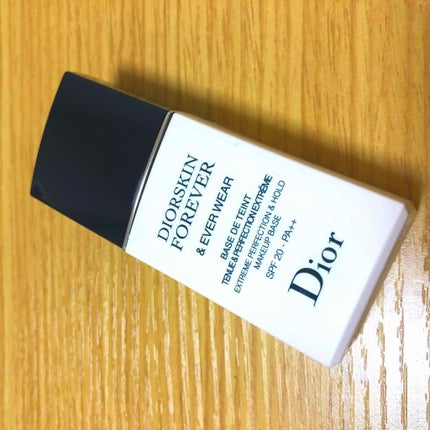 DIORSKIN
FOREVER
& EVER WEAR
BASE DE TEINT
TENUE & PERFECTION EXTRÊME
EXTREME PERFECTION & HOLD
MAKEUP BASE
SPF 20 - PA++
Dior